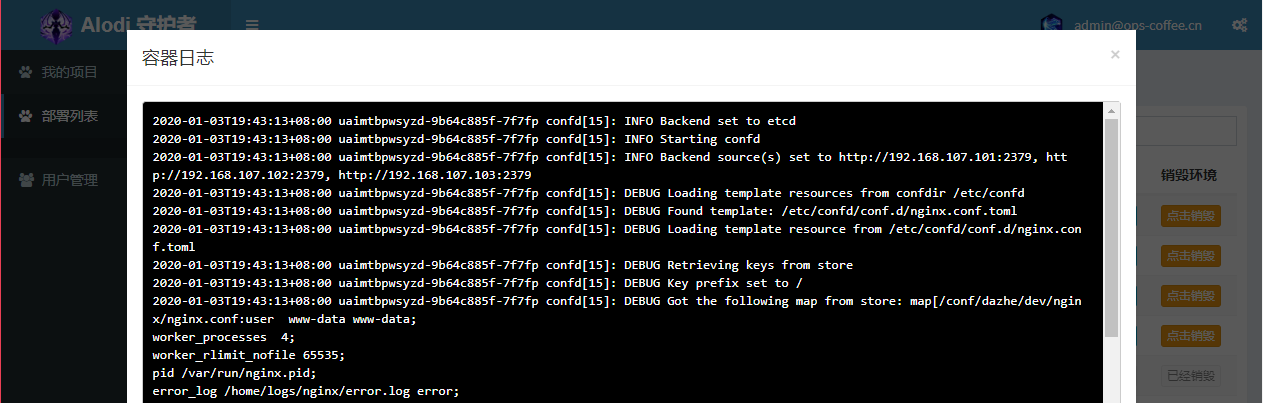 Alodi 守护者
admin@ops-coffee.cn
容器日志
×
我的项目
部署列表
用户管理
2020-01-03T19:43:13+08:00 uaimtbpwsyzd-9b64c885f-7f7fp confd[15]: INFO Backend set to etcd
2020-01-03T19:43:13+08:00 uaimtbpwsyzd-9b64c885f-7f7fp confd[15]: INFO Starting confd
2020-01-03T19:43:13+08:00 uaimtbpwsyzd-9b64c885f-7f7fp confd[15]: INFO Backend source(s) set to http://192.168.107.101:2379, htt
p://192.168.107.102:2379, http://192.168.107.103:2379
2020-01-03T19:43:13+08:00 uaimtbpwsyzd-9b64c885f-7f7fp confd[15]: DEBUG Loading template resources from confdir /etc/confd
2020-01-03T19:43:13+08:00 uaimtbpwsyzd-9b64c885f-7f7fp confd[15]: DEBUG Found template: /etc/confd/conf.d/nginx.conf.toml
2020-01-03T19:43:13+08:00 uaimtbpwsyzd-9b64c885f-7f7fp confd[15]: DEBUG Loading template resource from /etc/confd/conf.d/nginx.con
f.toml
2020-01-03T19:43:13+08:00 uaimtbpwsyzd-9b64c885f-7f7fp confd[15]: DEBUG Retrieving keys from store
2020-01-03T19:43:13+08:00 uaimtbpwsyzd-9b64c885f-7f7fp confd[15]: DEBUG Key prefix set to /
2020-01-03T19:43:13+08:00 uaimtbpwsyzd-9b64c885f-7f7fp confd[15]: DEBUG Got the following map from store: map[/conf/dazhe/dev/ngin
x/nginx.conf:user  www-data www-data;
worker_processes  4;
worker_rlimit_nofile 65535;
pid /var/run/nginx.pid;
error_log /home/logs/nginx/error.log error;
销毁环境
点击销毁
点击销毁
点击销毁
点击销毁
已经销毁